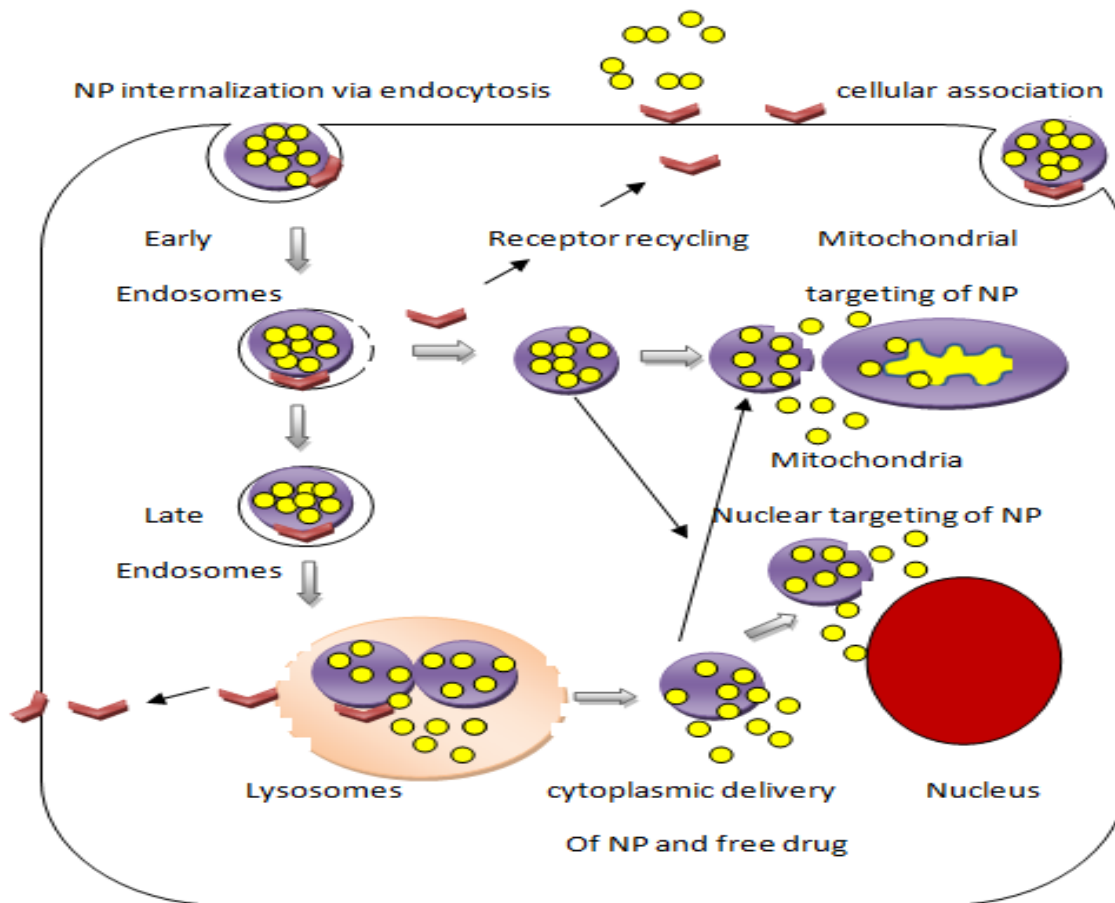 NP internalization via endocytosis
cellular association
Early
Endosomes
Receptor recycling
Mitochondrial
targeting of NP
Mitochondria
Late
Endosomes
Nuclear targeting of NP
Lysosomes
cytoplasmic delivery
Of NP and free drug
Nucleus